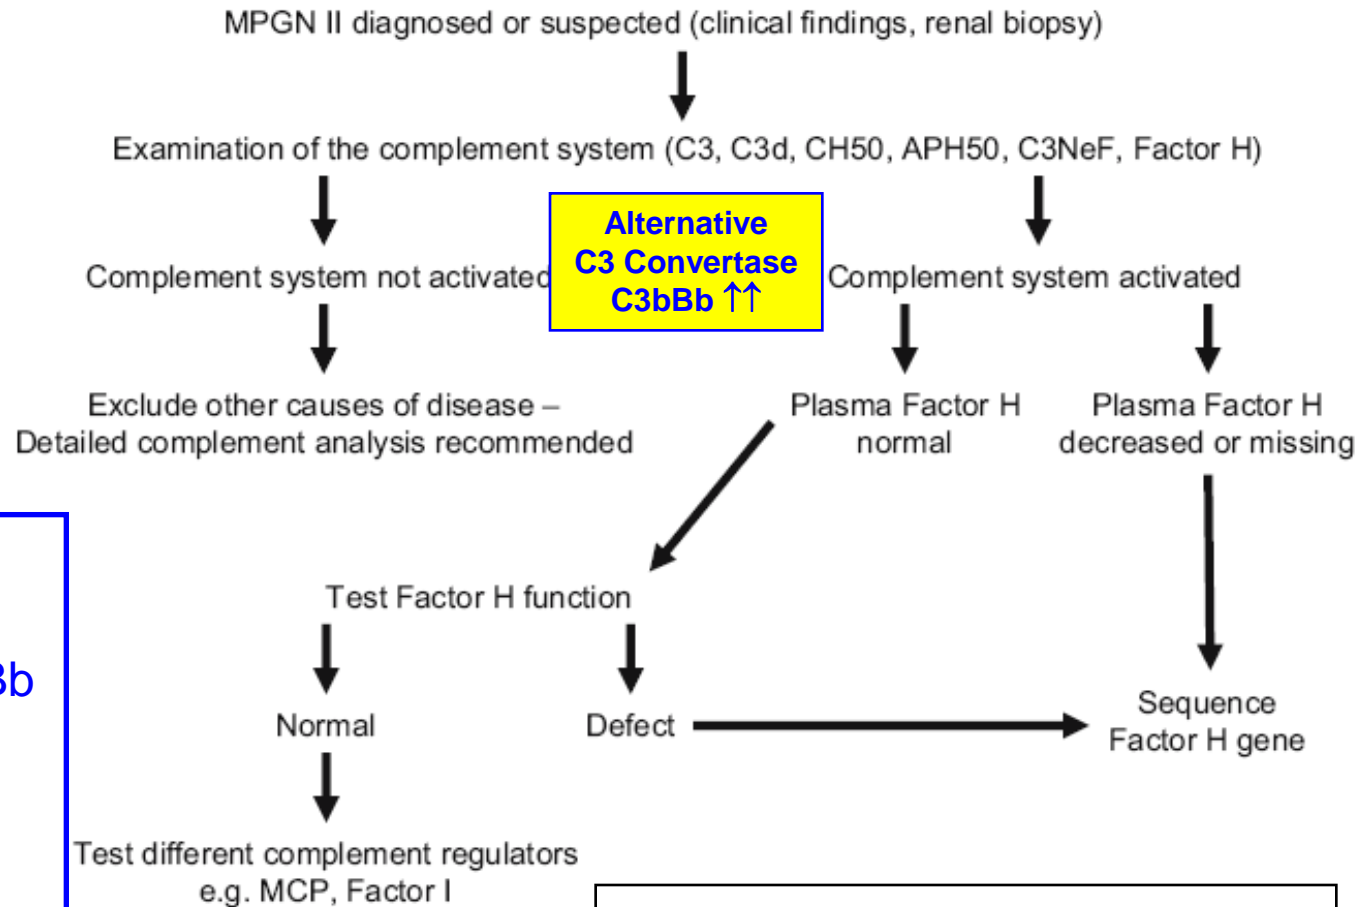 MPGN II diagnosed or suspected (clinical findings, renal biopsy)
Examination of the complement system (C3, C3d, CH50, APH50, C3NeF, Factor H)
Alternative
C3 Convertase
C3bBb ↑↑
Complement system not activated
Complement system activated
Exclude other causes of disease –
Detailed complement analysis recommended
Plasma Factor H
normal
Plasma Factor H
decreased or missing
Test Factor H function
Bb
Normal
Defect
Sequence
Factor H gene
Test different complement regulators
e.g. MCP, Factor I